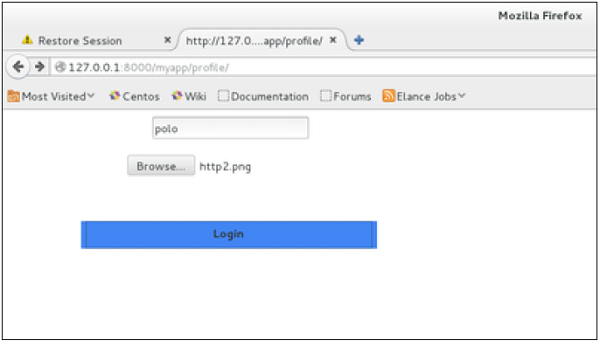 Mozilla Firefox
Restore Session × http://127.0....app/profile/ ×
127.0.0.1:8000/myapp/profile/
Most Visited Centos Wiki Documentation Forums Elance Jobs
polo
Browse... http2.png
Login